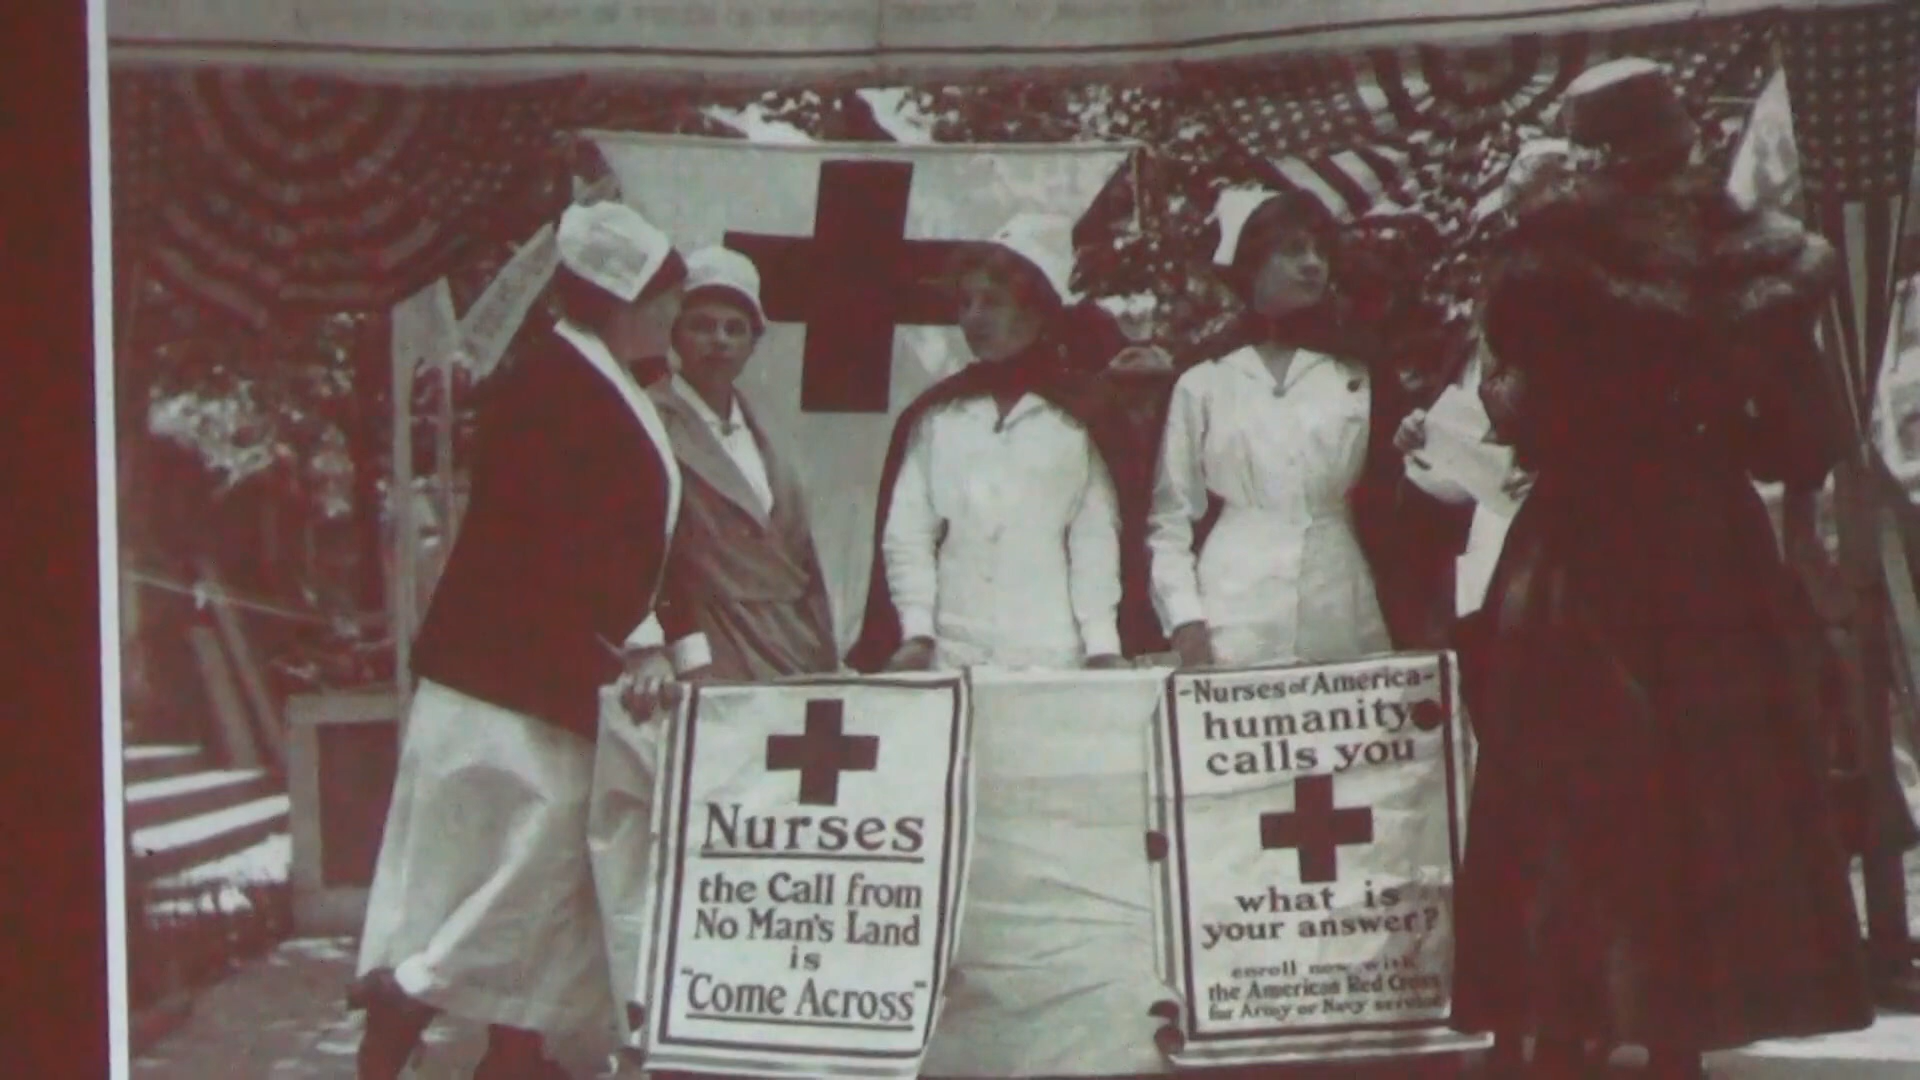 Nurses
the Call from
No Man's Land
is
"Come Across"
-Nurses of America-
humanity
calls you
what is
your answer?
enroll now with
the American Red Cross
for Army or Navy service